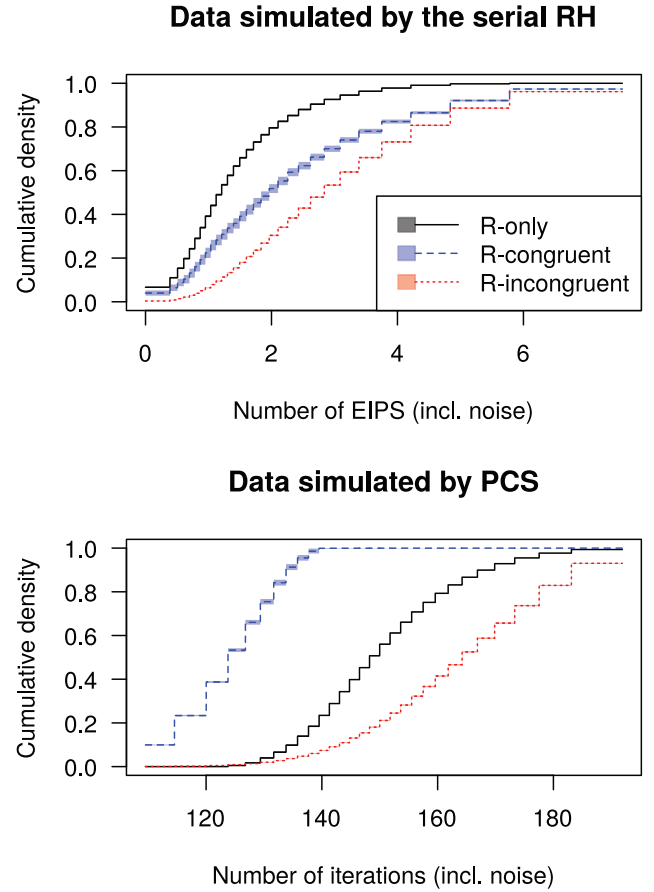 Data simulated by the serial RH
Cumulative density
1.0
0.8
0.6
0.4
0.2
0.0
R-only
R-congruent
R-incongruent
0
2
4
6
Number of EIPS (incl. noise)
Data simulated by PCS
Cumulative density
1.0
0.8
0.6
0.4
0.2
0.0
120
140
160
180
Number of iterations (incl. noise)